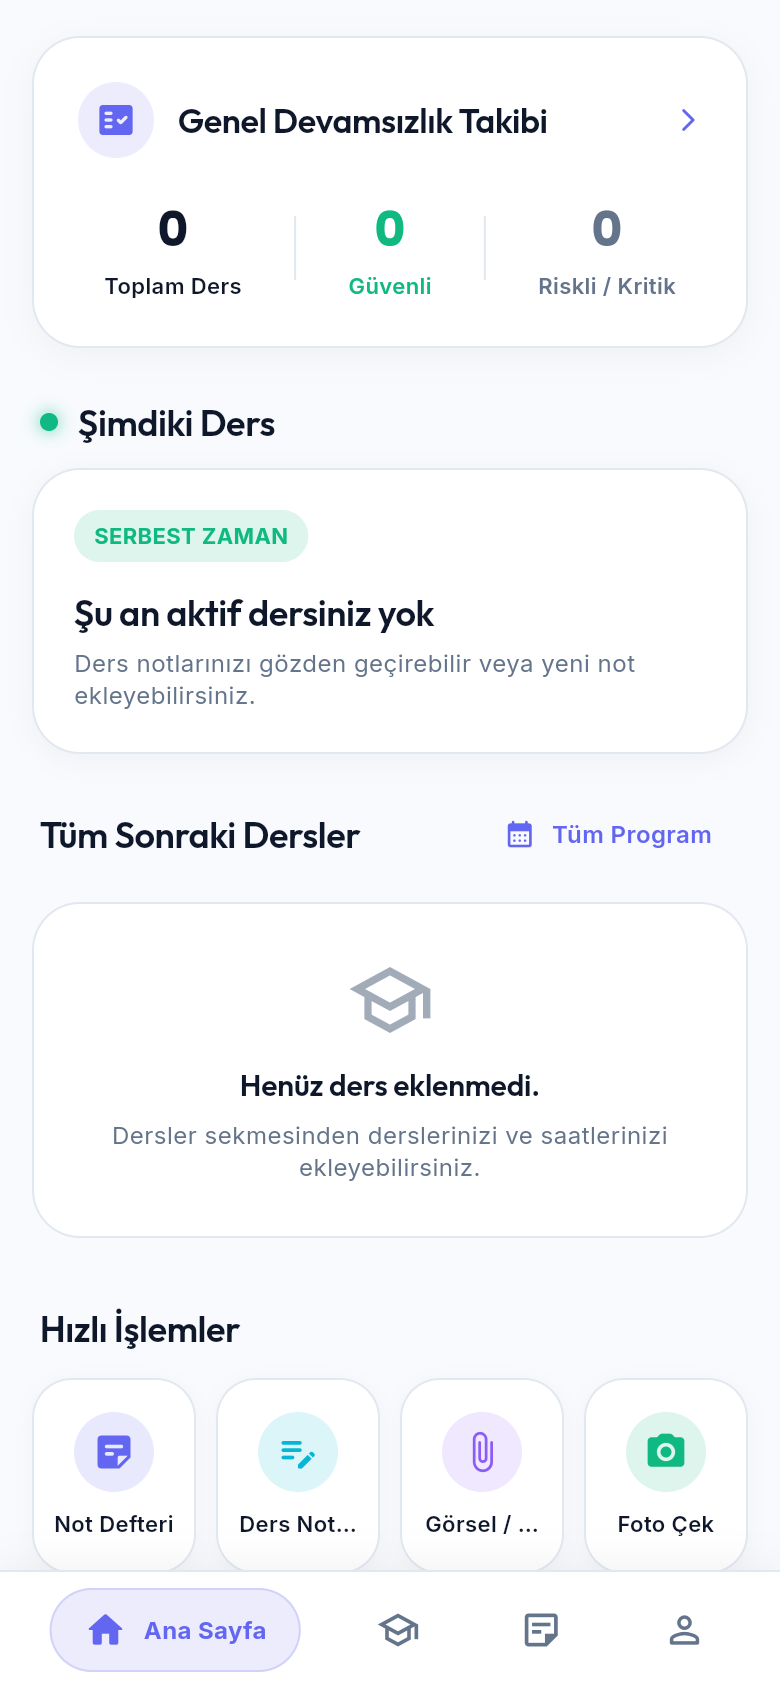 Genel Devamsızlık Takibi
0
Toplam Ders
0
Güvenli
0
Riskli / Kritik
Şimdiki Ders
SERBEST ZAMAN
Şu an aktif dersiniz yok
Ders notlarınızı gözden geçirebilir veya yeni not
ekleyebilirsiniz.
Tüm Sonraki Dersler
Tüm Program
Henüz ders eklenmedi.
Dersler sekmesinden derslerinizi ve saatlerinizi
ekleyebilirsiniz.
Hızlı İşlemler
Not Defteri
Ders Not...
Görsel / ...
Foto Çek
Ana Sayfa